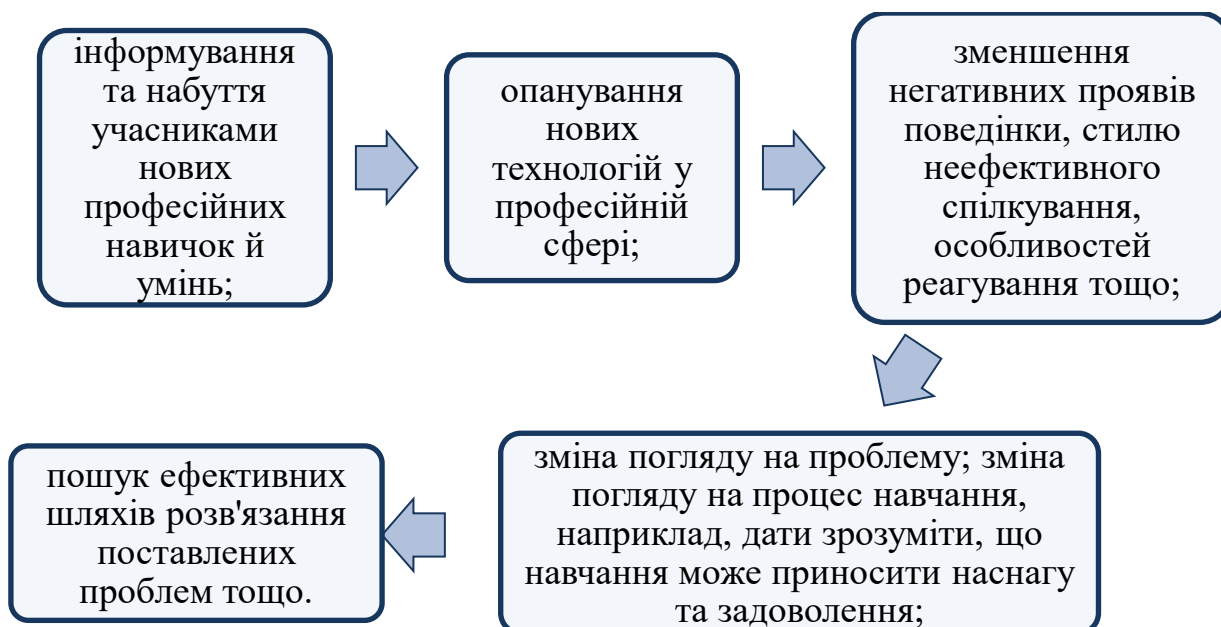 інформування
та набуття
учасниками
нових
професійних
навичок й
умінь;
опанування
нових
технологій у
професійній
сфері;
зменшення
негативних проявів
поведінки, стилю
неефективного
спілкування,
особливостей
реагування тощо;
зміна погляду на проблему; зміна
погляду на процес навчання,
наприклад, дати зрозуміти, що
навчання може приносити наснагу
та задоволення;
пошук ефективних
шляхів розв'язання
поставлених
проблем тощо.